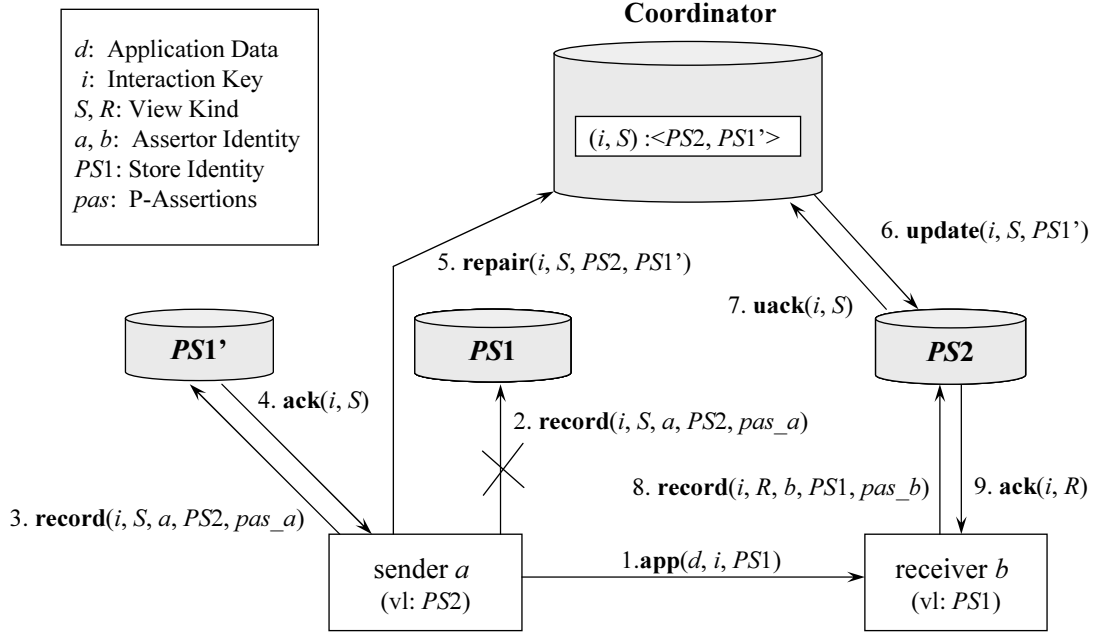 Coordinator
d: Application Data
i: Interaction Key
S, R: View Kind
a, b: Assertor Identity
PS1: Store Identity
pas: P-Assertions
(i, S) :<PS2, PS1’>
6. update(i, S, PS1’)
5. repair(i, S, PS2, PS1’)
7. uack(i, S)
PS1’
PS1
PS2
4. ack(i, S)
2. record(i, S, a, PS2, pas_a)
8. record(i, R, b, PS1, pas_b)
9. ack(i, R)
3. record(i, S, a, PS2, pas_a)
1.app(d, i, PS1)
sender a
(vl: PS2)
receiver b
(vl: PS1)